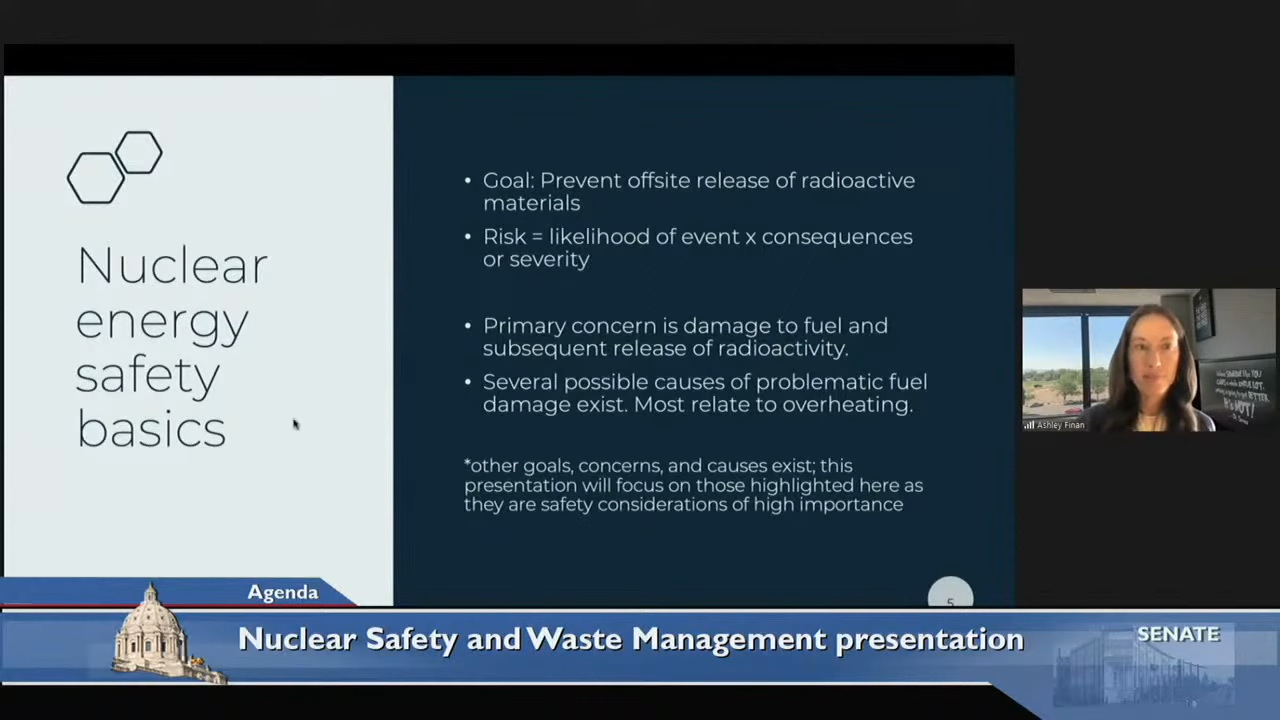 Nuclear
energy
safety
basics
• Goal: Prevent offsite release of radioactive
materials
• Risk = likelihood of event x consequences
or severity
• Primary concern is damage to fuel and
subsequent release of radioactivity.
• Several possible causes of problematic fuel
damage exist. Most relate to overheating.
*other goals, concerns, and causes exist; this
presentation will focus on those highlighted here as
they are safety considerations of high importance
5
Ashley Finan
Agenda
Nuclear Safety and Waste Management presentation
SENATE